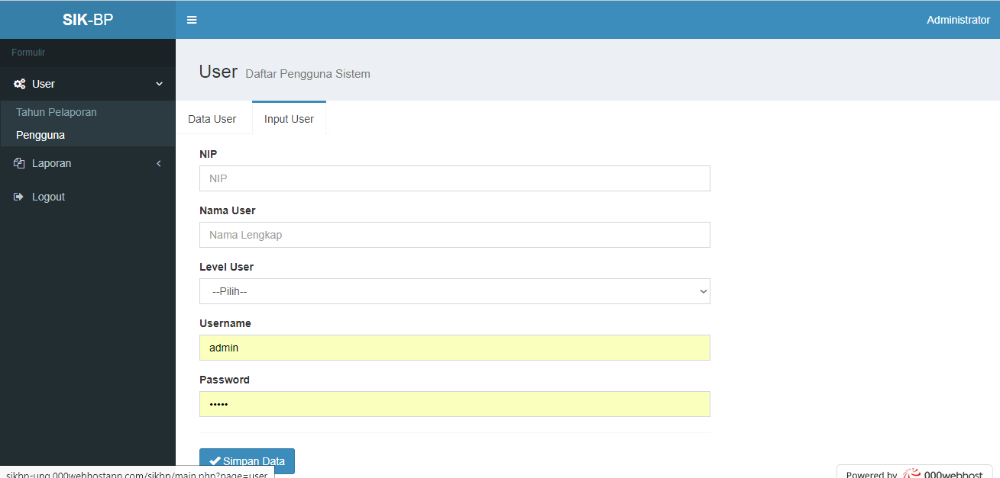 SIK-BP
Administrator
Formulir
User
Tahun Pelaporan
Pengguna
Laporan
Logout
User Daftar Pengguna Sistem
Data User
Input User
NIP
NIP
Nama User
Nama Lengkap
Level User
--Pilih--
Username
admin
Password
•••••
Simpan Data
sikbp-ung.000webhostapp.com/sikbp/main.php?page=user
Powered by 000webhost